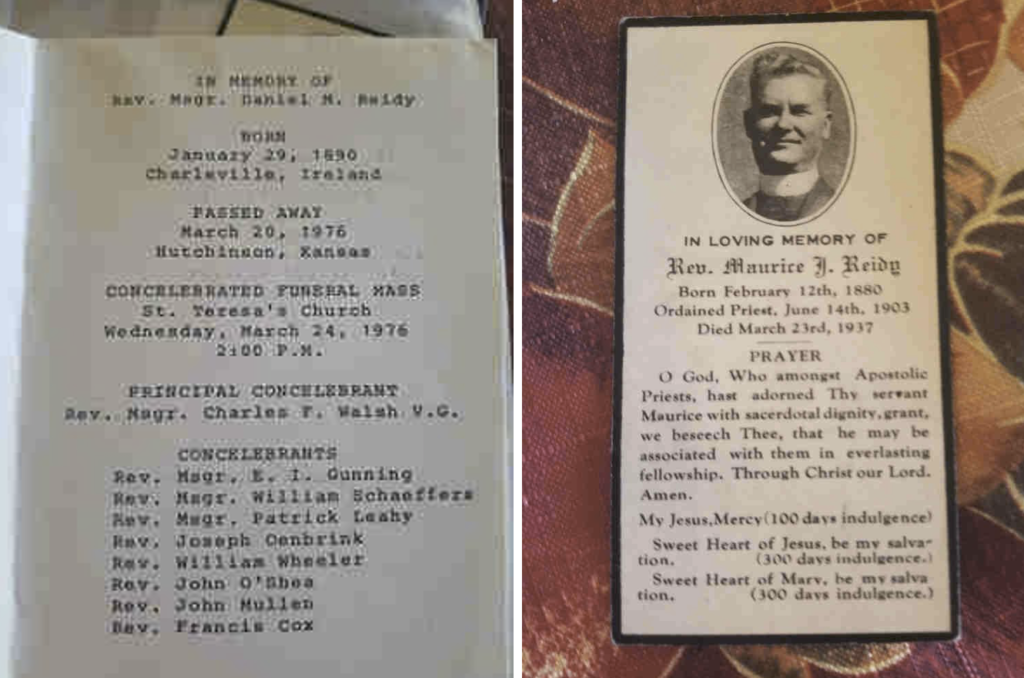 IN MEMORY OF
Rev. Msgr. Daniel M. Reidy
BORN
January 29, 1890
Charleville, Ireland
PASSED AWAY
March 20, 1976
Hutchinson, Kansas
CONCELEBRATED FUNERAL MASS
St. Teresa's Church
Wednesday, March 24, 1976
2:00 P.M.
PRINCIPAL CONCELEBRANT
Rev. Msgr. Charles F. Walsh V.G.
CONCELEBRANTS
Rev. Msgr. E. I. Gunning
Rev. Msgr. William Schaeffers
Rev. Msgr. Patrick Leahy
Rev. Joseph Oenbrink
Rev. William Wheeler
Rev. John O'Shea
Rev. John Mullen
Rev. Francis Cox
IN LOVING MEMORY OF
Rev. Maurice J. Reidy
Born February 12th, 1880
Ordained Priest, June 14th, 1903
Died March 23rd, 1937
PRAYER
O God, Who amongst Apostolic
Priests, hast adorned Thy servant
Maurice with sacerdotal dignity, grant,
we beseech Thee, that he may be
associated with them in everlasting
fellowship. Through Christ our Lord.
Amen.
My Jesus, Mercy (100 days indulgence)
Sweet Heart of Jesus, be my salva-
tion. (300 days indulgence.)
Sweet Heart of Mary, be my salva
tion. (300 days indulgence.)